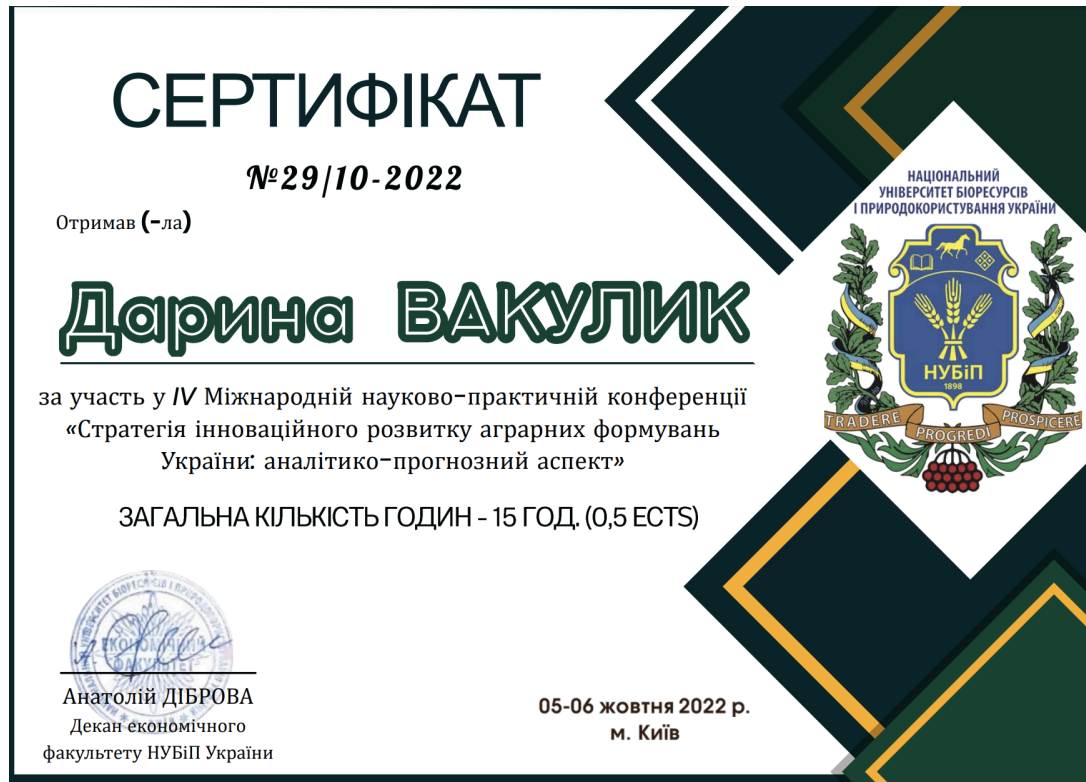 СЕРТИФІКАТ
№29/10-2022
Отримав (-ла)
Дарина ВАКУЛИК
за участь у IV Міжнародній науково-практичній конференції
«Стратегія інноваційного розвитку аграрних формувань
України: аналітико-прогнозний аспект»
ЗАГАЛЬНА КІЛЬКІСТЬ ГОДИН - 15 ГОД. (0,5 ECTS)
ЕКОНОМІЧНИЙ
ФАКУЛЬТЕТ
Анатолій ДІБРОВА
Декан економічного
факультету НУБіП України
05-06 жовтня 2022 р.
м. Київ
НАЦІОНАЛЬНИЙ
УНІВЕРСИТЕТ БІОРЕСУРСІВ
І ПРИРОДОКОРИСТУВАННЯ УКРАЇНИ
НУБіП
1898
TRADERE
PROGREDI
PROSPICERE